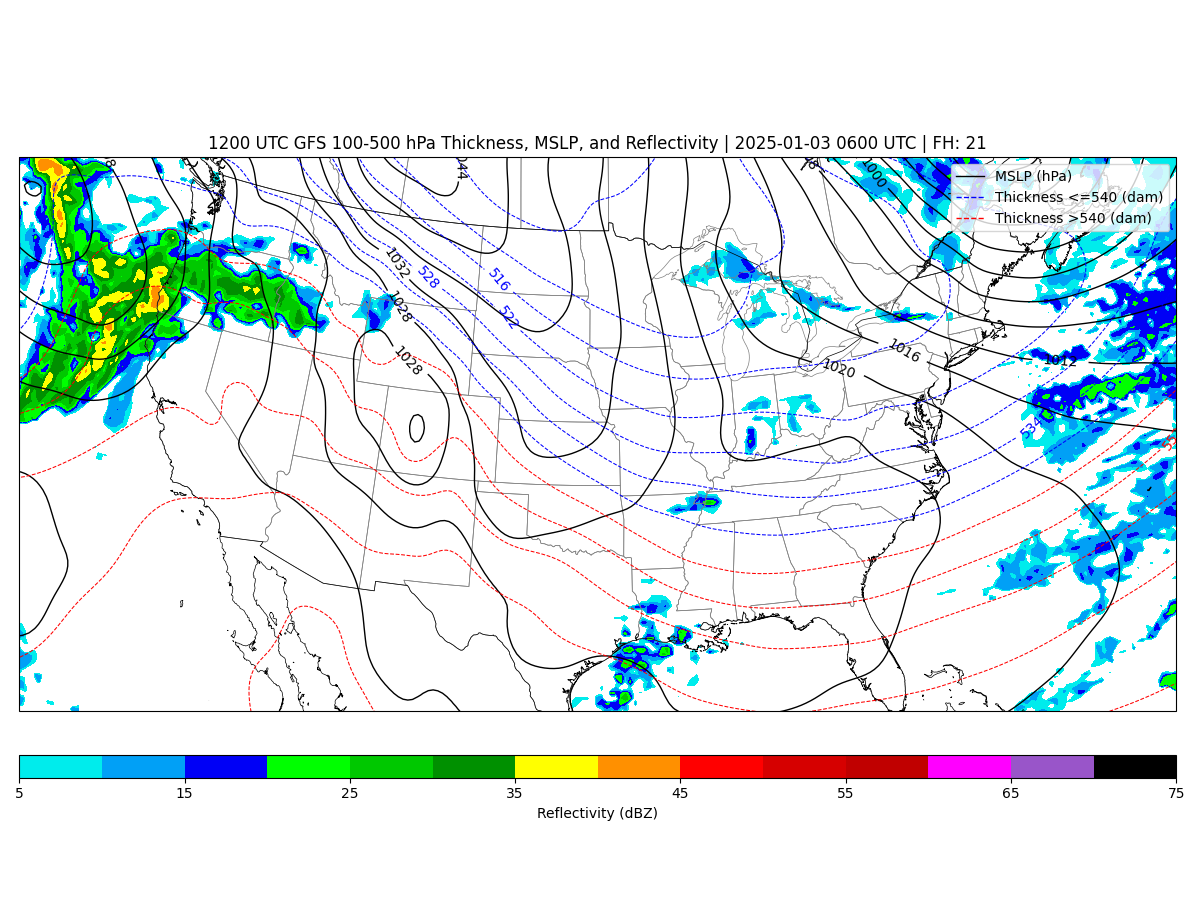 1200 UTC GFS 100-500 hPa Thickness, MSLP, and Reflectivity | 2025-01-03 0600 UTC | FH: 21
1000
MSLP (hPa)
Thickness <=540 (dam)
Thickness >540 (dam)
1032
528
516
1028
522
1028
1016
1020
1012
534
5 15 25 35 45 55 65 75
Reflectivity (dBZ)